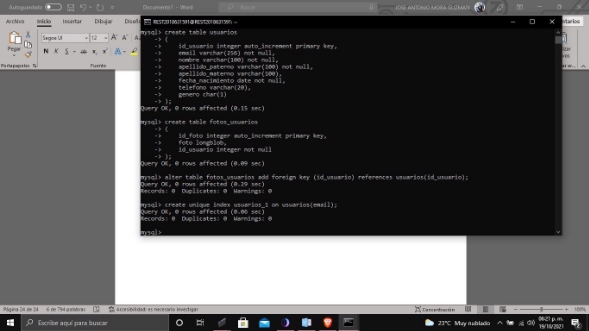 Autoguardado
Documento1 - Word
Buscar
JOSE ANTONIO MORA GUZMAN
Archivo Inicio Insertar Dibujar
Pegar
Segoe UI 12
N K S
Portapapeles
Fuente
mysql> create table usuarios
-> (
-> id_usuario integer auto_increment primary key,
-> email varchar(256) not null,
-> nombre varchar(100) not null,
-> apellido_paterno varchar(100) not null,
-> apellido_materno varchar(100),
-> fecha_nacimiento date not null,
-> telefono varchar(20),
-> genero char(1)
-> );
Query OK, 0 rows affected (0.15 sec)
mysql> create table fotos_usuarios
-> (
-> id_foto integer auto_increment primary key,
-> foto longblob,
-> id_usuario integer not null
-> );
Query OK, 0 rows affected (0.09 sec)
mysql> alter table fotos_usuarios add foreign key (id_usuario) references usuarios(id_usuario);
Query OK, 0 rows affected (0.29 sec)
Records: 0 Duplicates: 0 Warnings: 0
mysql> create unique index usuarios_1 on usuarios(email);
Query OK, 0 rows affected (0.06 sec)
Records: 0 Duplicates: 0 Warnings: 0
mysql>
Página 24 de 24 6 de 794 palabras Accesibilidad: es necesario investigar
Concentración
100%
Escribe aquí para buscar
23°C Muy nublado
06:21 p. m.
19/10/2021